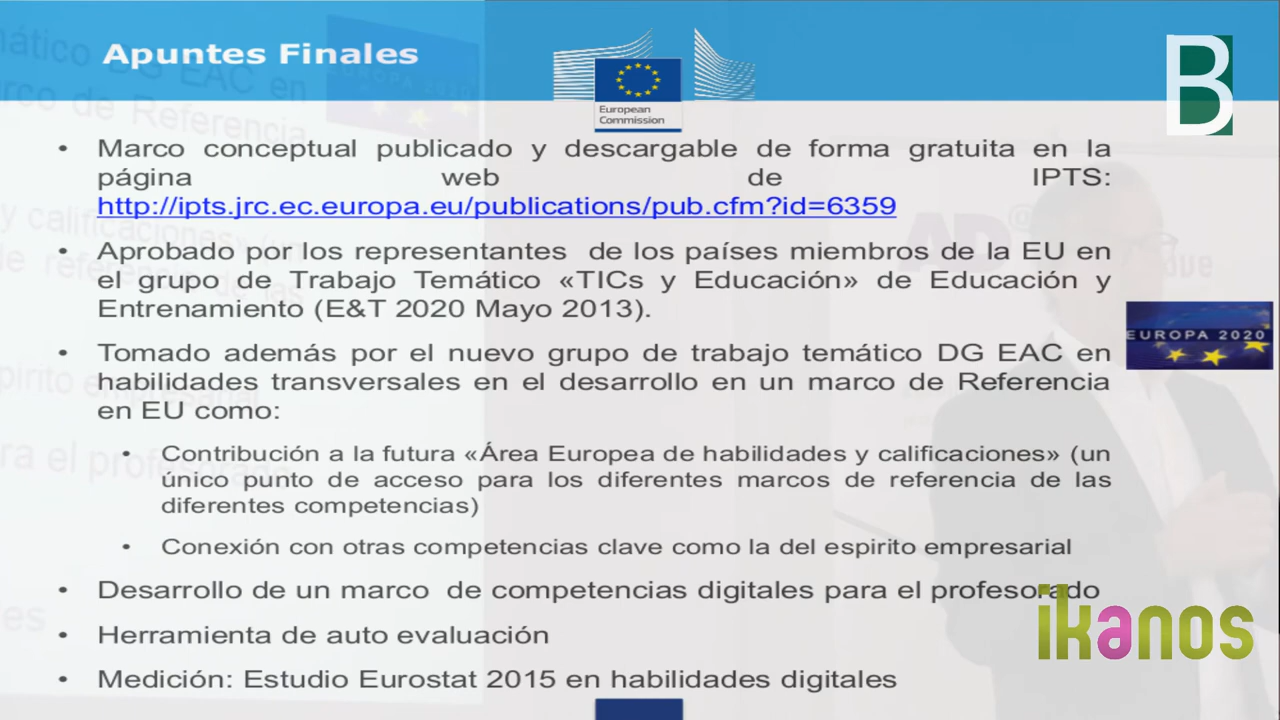 Apuntes Finales
European
Commission
B
• Marco conceptual publicado y descargable de forma gratuita en la
página web de IPTS:
http://ipts.jrc.ec.europa.eu/publications/pub.cfm?id=6359
• Aprobado por los representantes de los países miembros de la EU en
el grupo de Trabajo Temático «TICs y Educación» de Educación y
Entrenamiento (E&T 2020 Mayo 2013).
EUROPA 2020
• Tomado además por el nuevo grupo de trabajo temático DG EAC en
habilidades transversales en el desarrollo en un marco de Referencia
en EU como:
• Contribución a la futura «Área Europea de habilidades y calificaciones» (un
único punto de acceso para los diferentes marcos de referencia de las
diferentes competencias)
• Conexión con otras competencias clave como la del espirito empresarial
• Desarrollo de un marco de competencias digitales para el profesorado
ikanos
• Herramienta de auto evaluación
• Medición: Estudio Eurostat 2015 en habilidades digitales